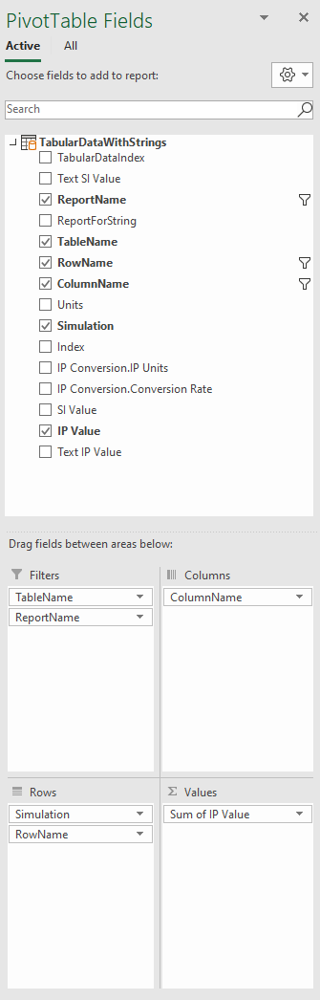 PivotTable Fields
Active All
Choose fields to add to report:
Search
TabularDataWithStrings
TabularDataIndex
Text SI Value
ReportName
ReportForString
TableName
RowName
ColumnName
Units
Simulation
Index
IP Conversion.IP Units
IP Conversion.Conversion Rate
SI Value
IP Value
Text IP Value
Drag fields between areas below:
Filters
TableName
ReportName
Columns
ColumnName
Rows
Simulation
RowName
Σ Values
Sum of IP Value